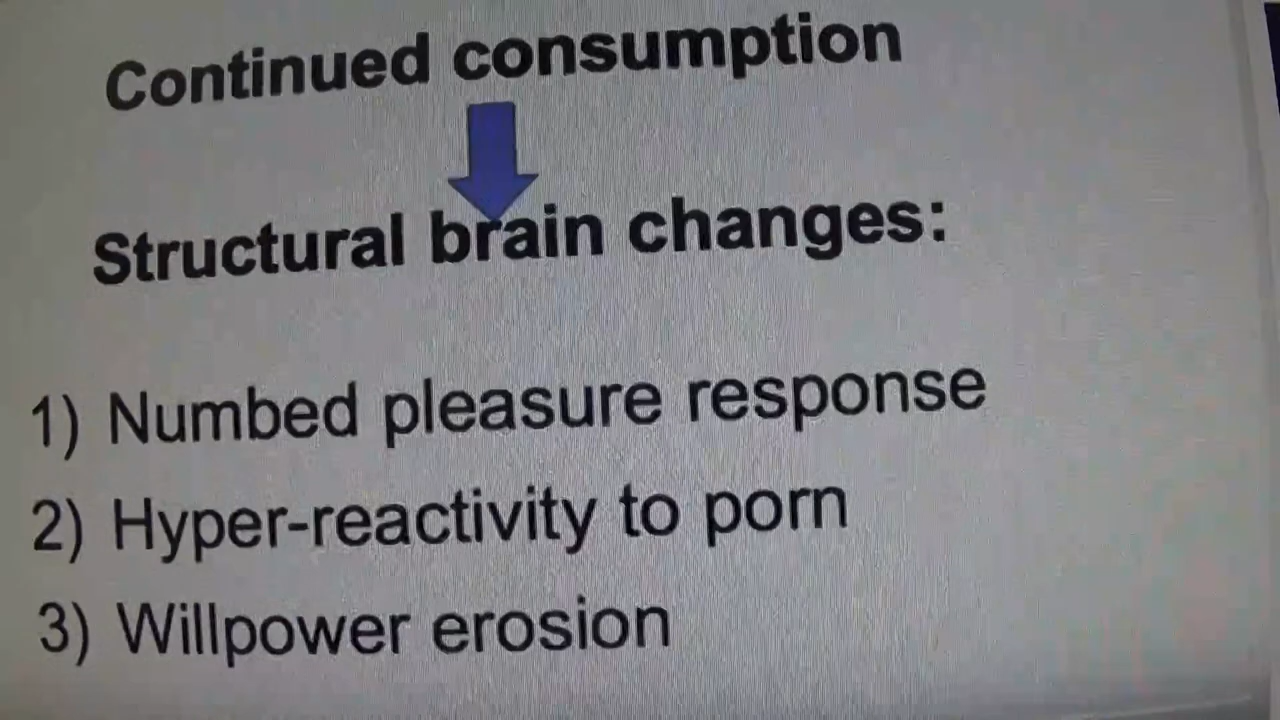 Continued consumption
Structural brain changes:
1) Numbed pleasure response
2) Hyper-reactivity to porn
3) Willpower erosion